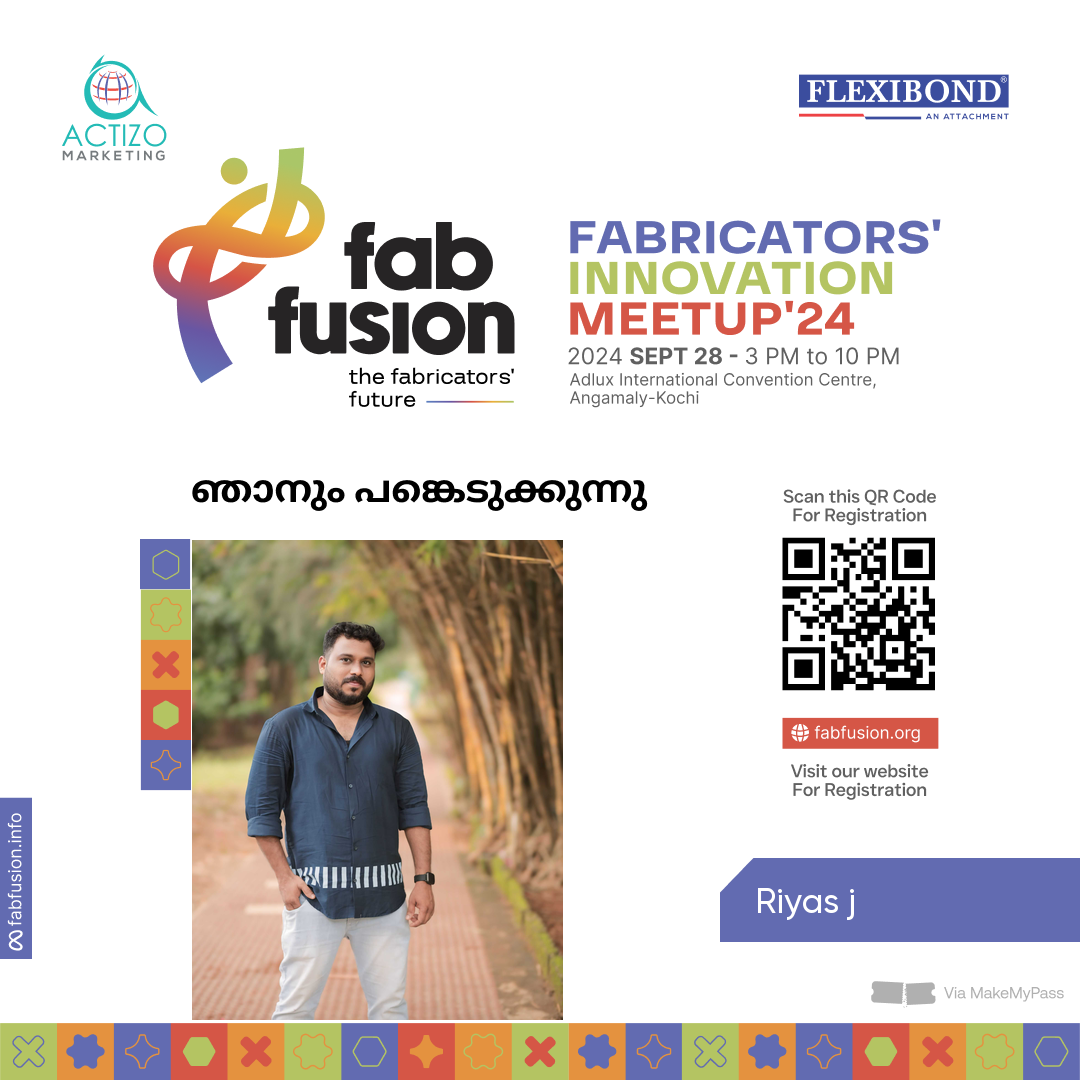 ACTIZO
MARKETING
FLEXIBOND®
AN ATTACHMENT
fab
fusion
the fabricators'
future
FABRICATORS'
INNOVATION
MEETUP'24
2024 SEPT 28 - 3 PM to 10 PM
Adlux International Convention Centre,
Angamaly-Kochi
ഞാനും പങ്കെടുക്കുന്നു
Scan this QR Code
For Registration
fabfusion.org
Visit our website
For Registration
fabfusion.info
Riyas j
Via MakeMyPass